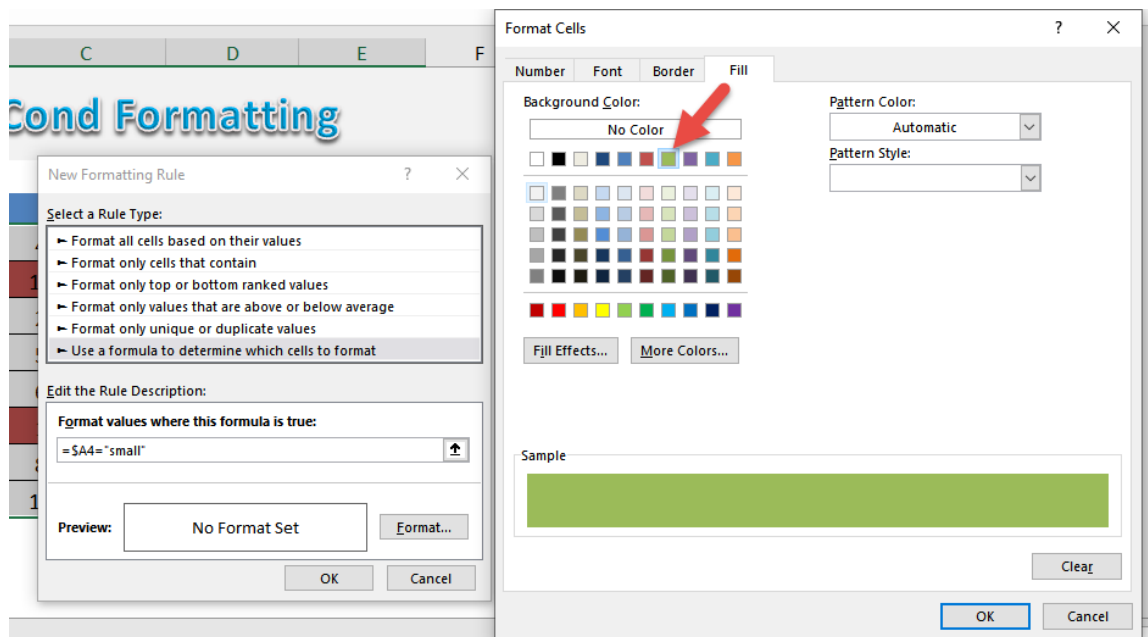 C D E F
Cond Formatting
New Formatting Rule ?
Select a Rule Type:
► Format all cells based on their values
► Format only cells that contain
► Format only top or bottom ranked values
► Format only values that are above or below average
► Format only unique or duplicate values
► Use a formula to determine which cells to format
Edit the Rule Description:
Format values where this formula is true:
=$A4="small"
Preview: No Format Set Format...
OK Cancel
Format Cells ?
Number Font Border Fill
Background Color:
No Color
Fill Effects... More Colors...
Pattern Color:
Automatic
Pattern Style:
Sample
Clear
OK Cancel